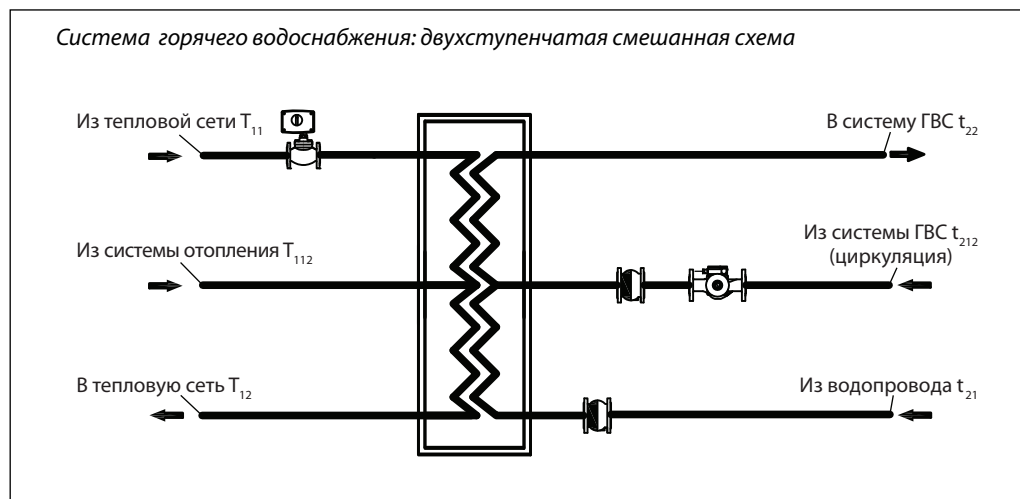 Система горячего водоснабжения: двухступенчатая смешанная схема
Из тепловой сети T₁₁
В систему ГВС t₂₂
Из системы отопления T₁₁₂
Из системы ГВС t₂₁₂
(циркуляция)
В тепловую сеть T₁₂
Из водопровода t₂₁